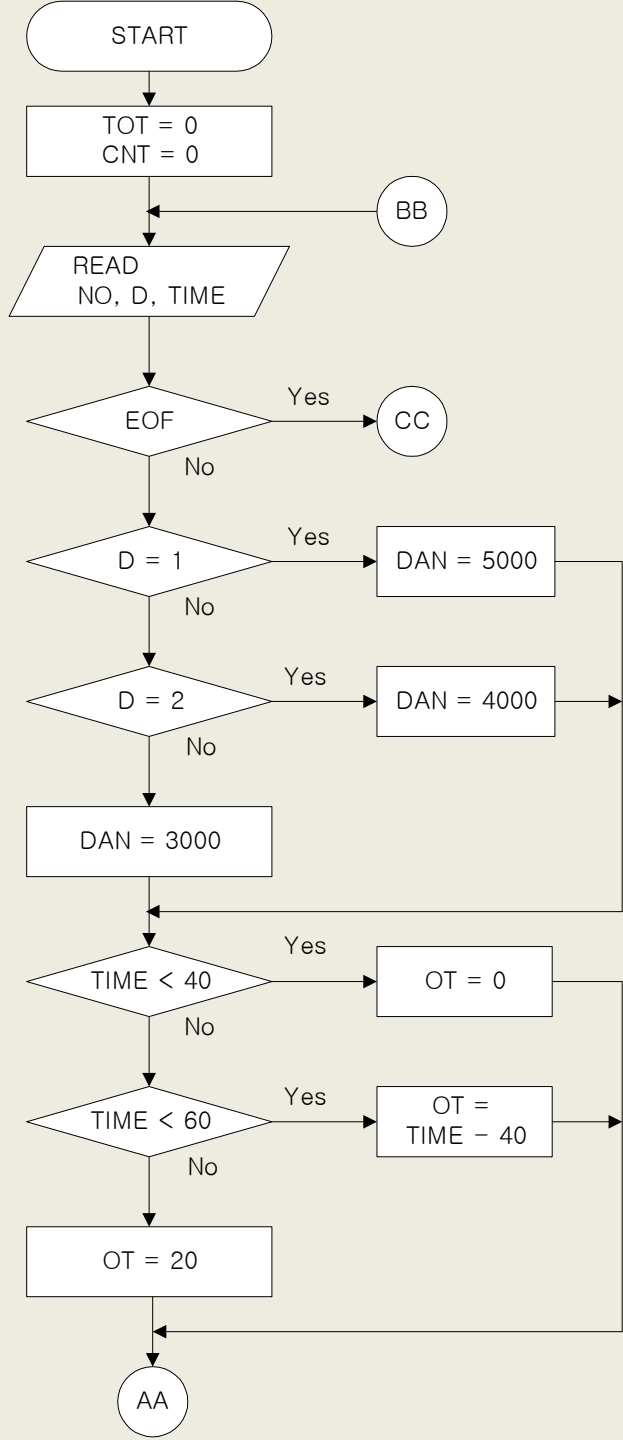 START
TOT = 0
CNT = 0
BB
READ
NO, D, TIME
EOF
Yes
CC
No
D = 1
Yes
DAN = 5000
No
D = 2
Yes
DAN = 4000
No
DAN = 3000
TIME < 40
Yes
OT = 0
No
TIME < 60
Yes
OT =
TIME - 40
No
OT = 20
AA